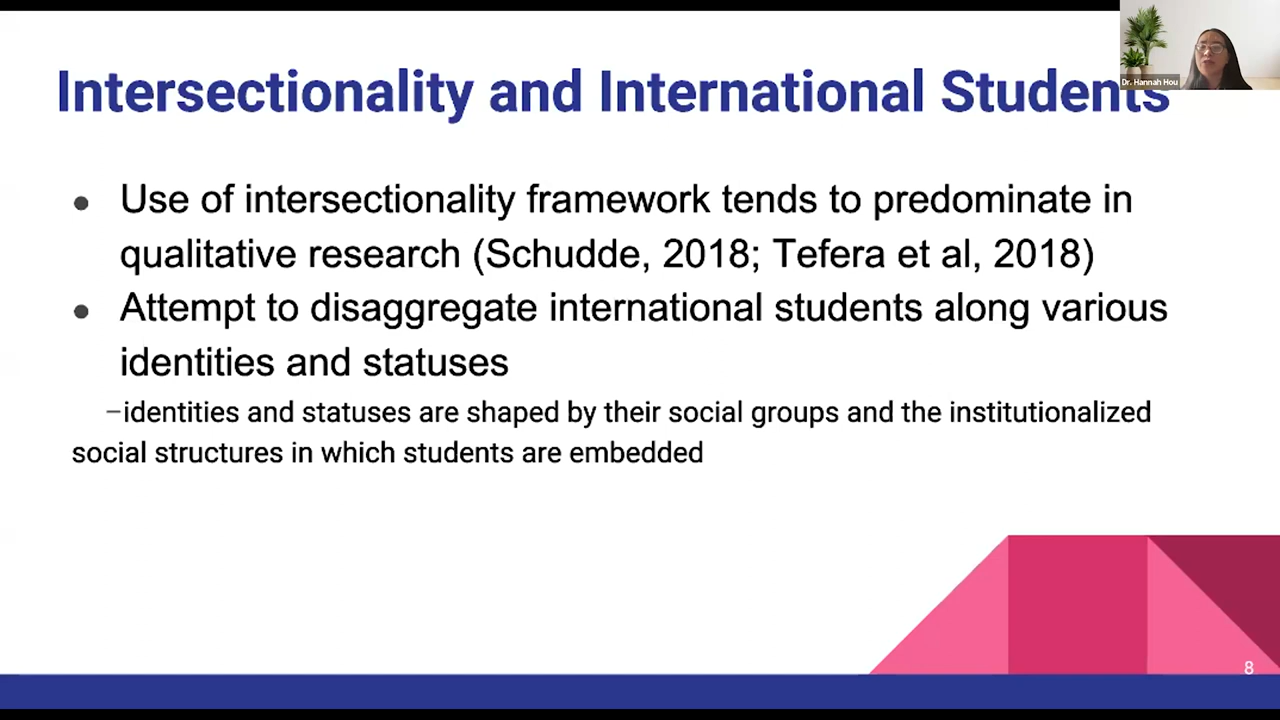 Intersectionality and International Students
Dr. Hannah Hou
● Use of intersectionality framework tends to predominate in
qualitative research (Schudde, 2018; Tefera et al, 2018)
● Attempt to disaggregate international students along various
identities and statuses
–identities and statuses are shaped by their social groups and the institutionalized
social structures in which students are embedded
8